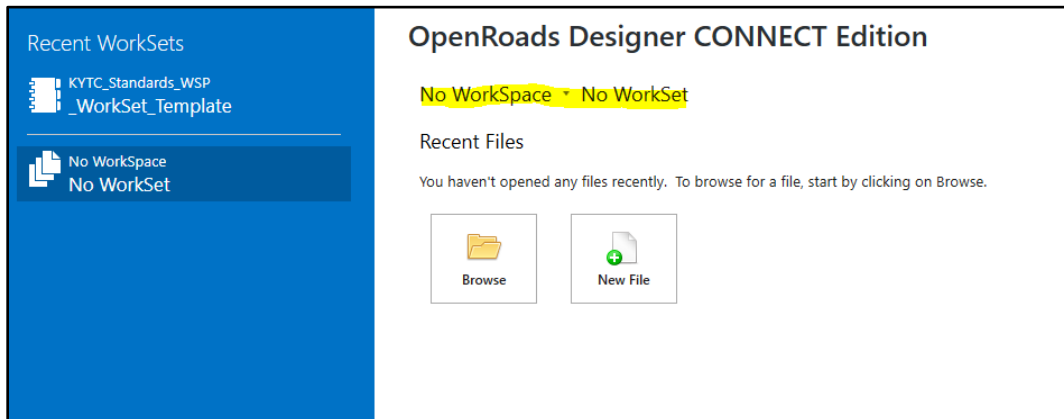 Recent WorkSets
KYTC_Standards_WSP
_WorkSet_Template
No WorkSpace
No WorkSet
OpenRoads Designer CONNECT Edition
No WorkSpace No WorkSet
Recent Files
You haven't opened any files recently. To browse for a file, start by clicking on Browse.
Browse
New File